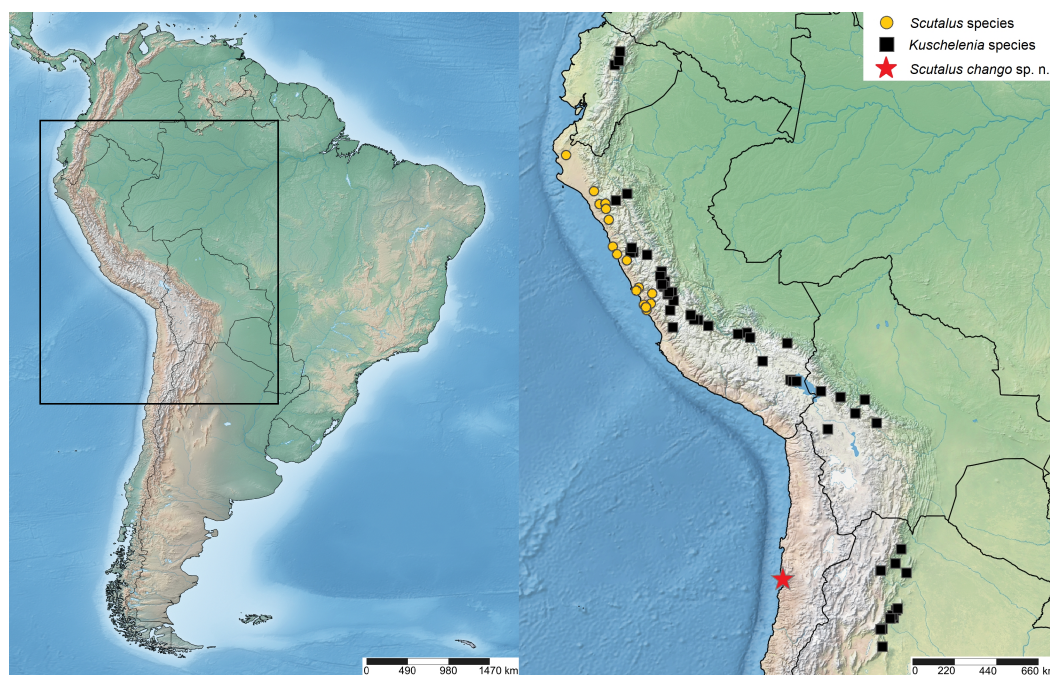 Scutalus species
Kuschelenia species
Scutalus chango sp. n.
0 490 980 1470 km
0 220 440 660 km